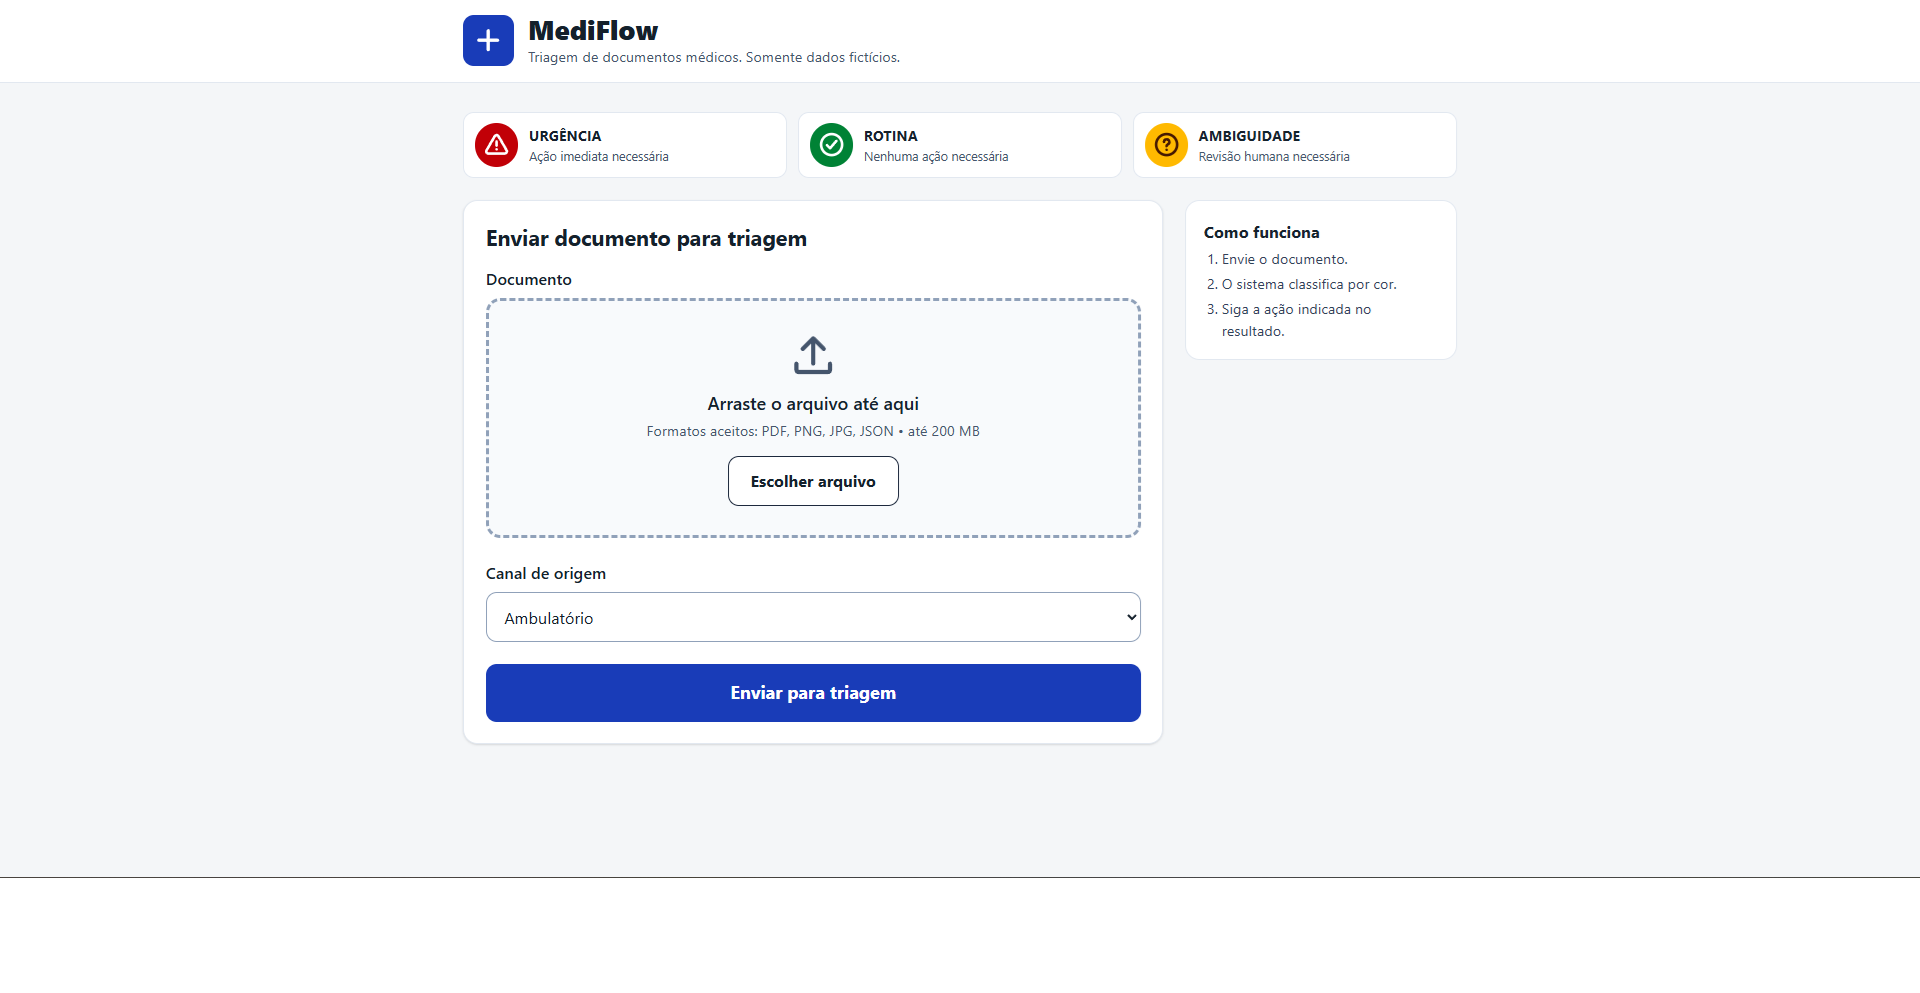 MediFlow
Triagem de documentos médicos. Somente dados fictícios.
URGÊNCIA
Ação imediata necessária
ROTINA
Nenhuma ação necessária
AMBIGUIDADE
Revisão humana necessária
Enviar documento para triagem
Documento
Arraste o arquivo até aqui
Formatos aceitos: PDF, PNG, JPG, JSON • até 200 MB
Escolher arquivo
Canal de origem
Ambulatório
Enviar para triagem
Como funciona
1. Envie o documento.
2. O sistema classifica por cor.
3. Siga a ação indicada no
resultado.